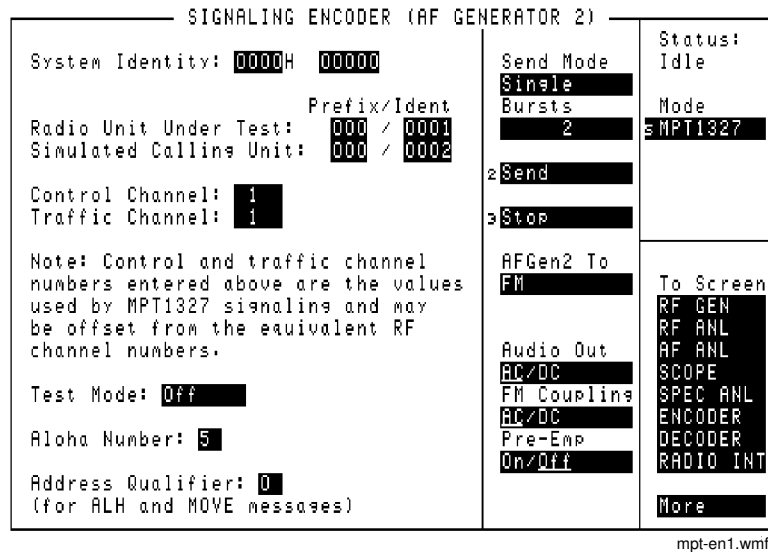 SIGNALING ENCODER (AF GENERATOR 2)
System Identity: 0000H 00000
Prefix/Ident
Radio Unit Under Test: 000 / 0001
Simulated Calling Unit: 000 / 0002
Control Channel: 1
Traffic Channel: 1
Note: Control and traffic channel
numbers entered above are the values
used by MPT1327 signaling and may
be offset from the equivalent RF
channel numbers.
Test Mode: Off
Aloha Number: 5
Address Qualifier: 0
(for ALH and MOVE messages)
Send Mode
Single
Bursts
2
2 Send
3 Stop
AFGen2 To
FM
Audio Out
AC/DC
FM Coupling
AC/DC
Pre-Emp
On/Off
Status:
Idle
Mode
s MPT1327
To Screen
RF GEN
RF ANL
AF ANL
SCOPE
SPEC ANL
ENCODER
DECODER
RADIO INT
More
mpt-en1.wmf